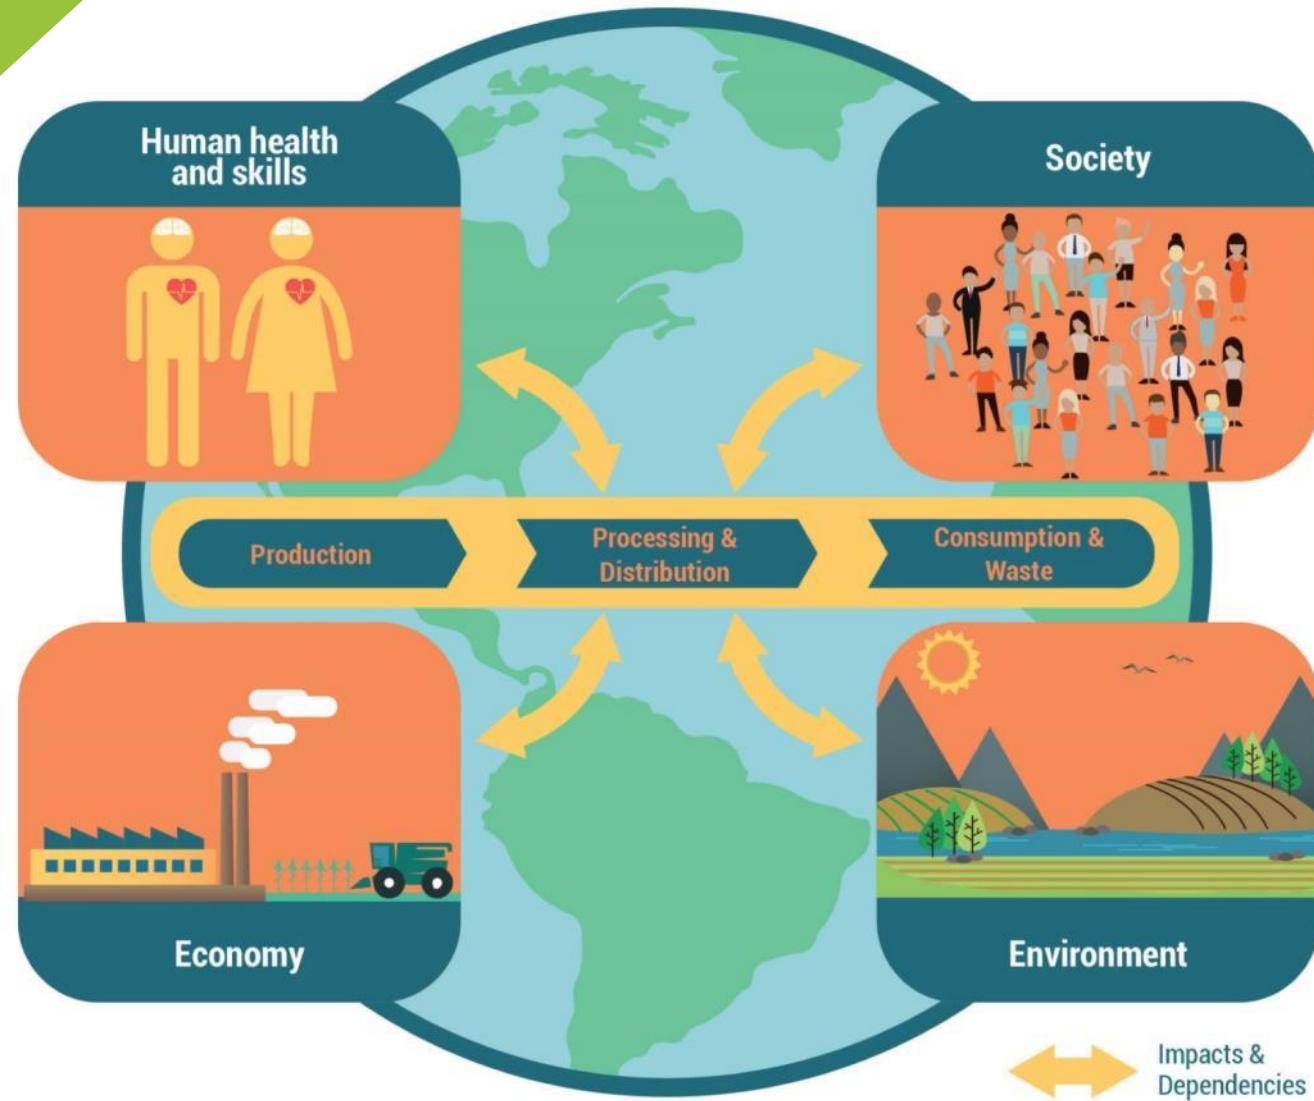 Human health
and skills
Society
Production
Processing &
Distribution
Consumption &
Waste
Economy
Environment
Impacts &
Dependencies